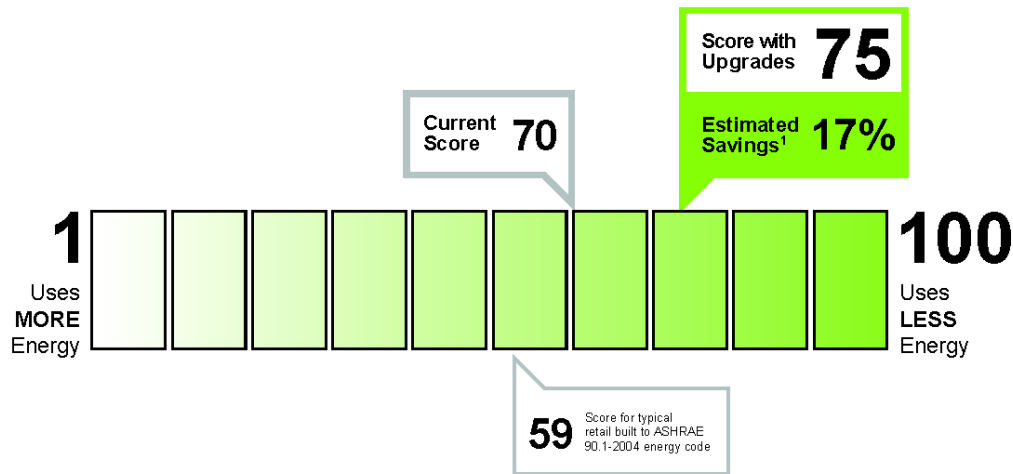 Score with
Upgrades
75
Estimated
Savings¹
17%
Current
Score
70
1
Uses
MORE
Energy
100
Uses
LESS
Energy
59
Score for typical
retail built to ASHRAE
90.1-2004 energy code